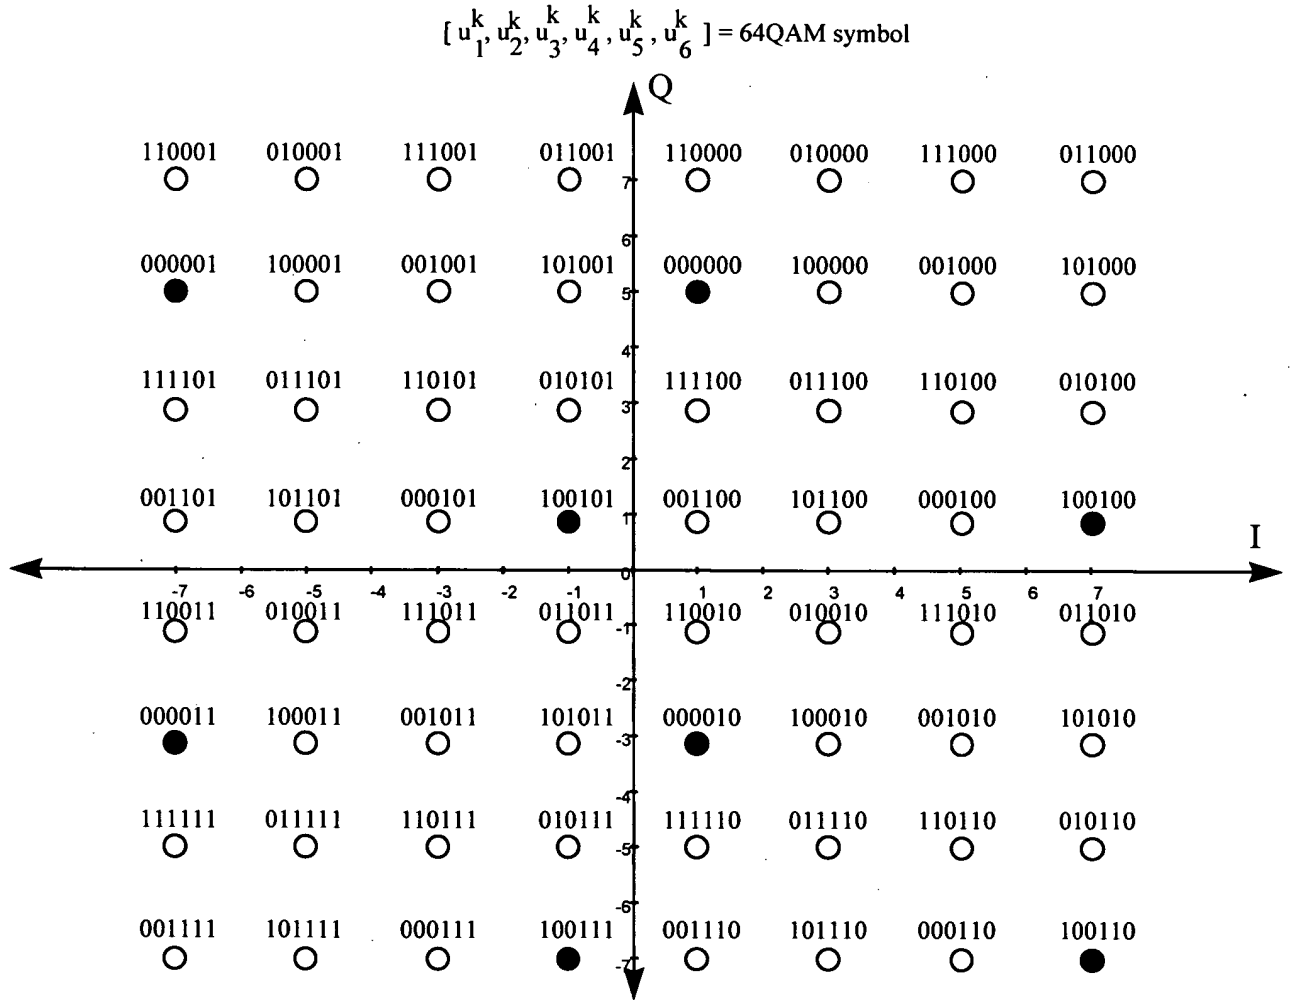 [ u₁ᵏ, u₂ᵏ, u₃ᵏ, u₄ᵏ, u₅ᵏ, u₆ᵏ ] = 64QAM symbol
Q
110001 010001 111001 011001 110000 010000 111000 011000
7
6
000001 100001 001001 101001 000000 100000 001000 101000
5
4
111101 011101 110101 010101 111100 011100 110100 010100
3
2
001101 101101 000101 100101 001100 101100 000100 100100
1
I
0
-7 -6 -5 -4 -3 -2 -1 1 2 3 4 5 6 7
110011 010011 111011 011011 110010 010010 111010 011010
-1
-2
000011 100011 001011 101011 000010 100010 001010 101010
-3
-4
111111 011111 110111 010111 111110 011110 110110 010110
-5
-6
001111 101111 000111 100111 001110 101110 000110 100110
-7